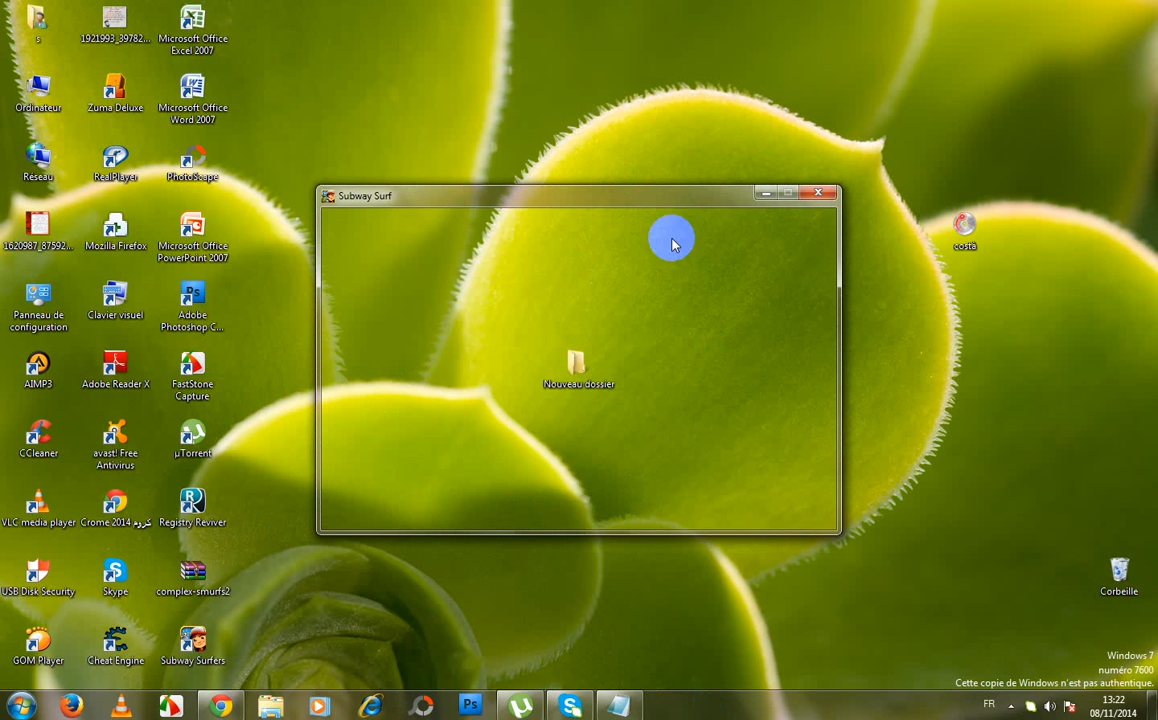 s
1921993_39782...
Microsoft Office
Excel 2007
Ordinateur
Zuma Deluxe
Microsoft Office
Word 2007
Réseau
RealPlayer
PhotoScape
1620987_87592...
Mozilla Firefox
Microsoft Office
PowerPoint 2007
Panneau de
configuration
Clavier visuel
Adobe
Photoshop C...
AIMP3
Adobe Reader X
FastStone
Capture
CCleaner
avast! Free
Antivirus
µTorrent
VLC media player
Crome 2014 كروم
Registry Reviver
USB Disk Security
Skype
complex-smurfs2
GOM Player
Cheat Engine
Subway Surfers
Subway Surf
Nouveau dossier
costa
Corbeille
Windows 7
numéro 7600
Cette copie de Windows n'est pas authentique.
Ps
FR
13:22
08/11/2014